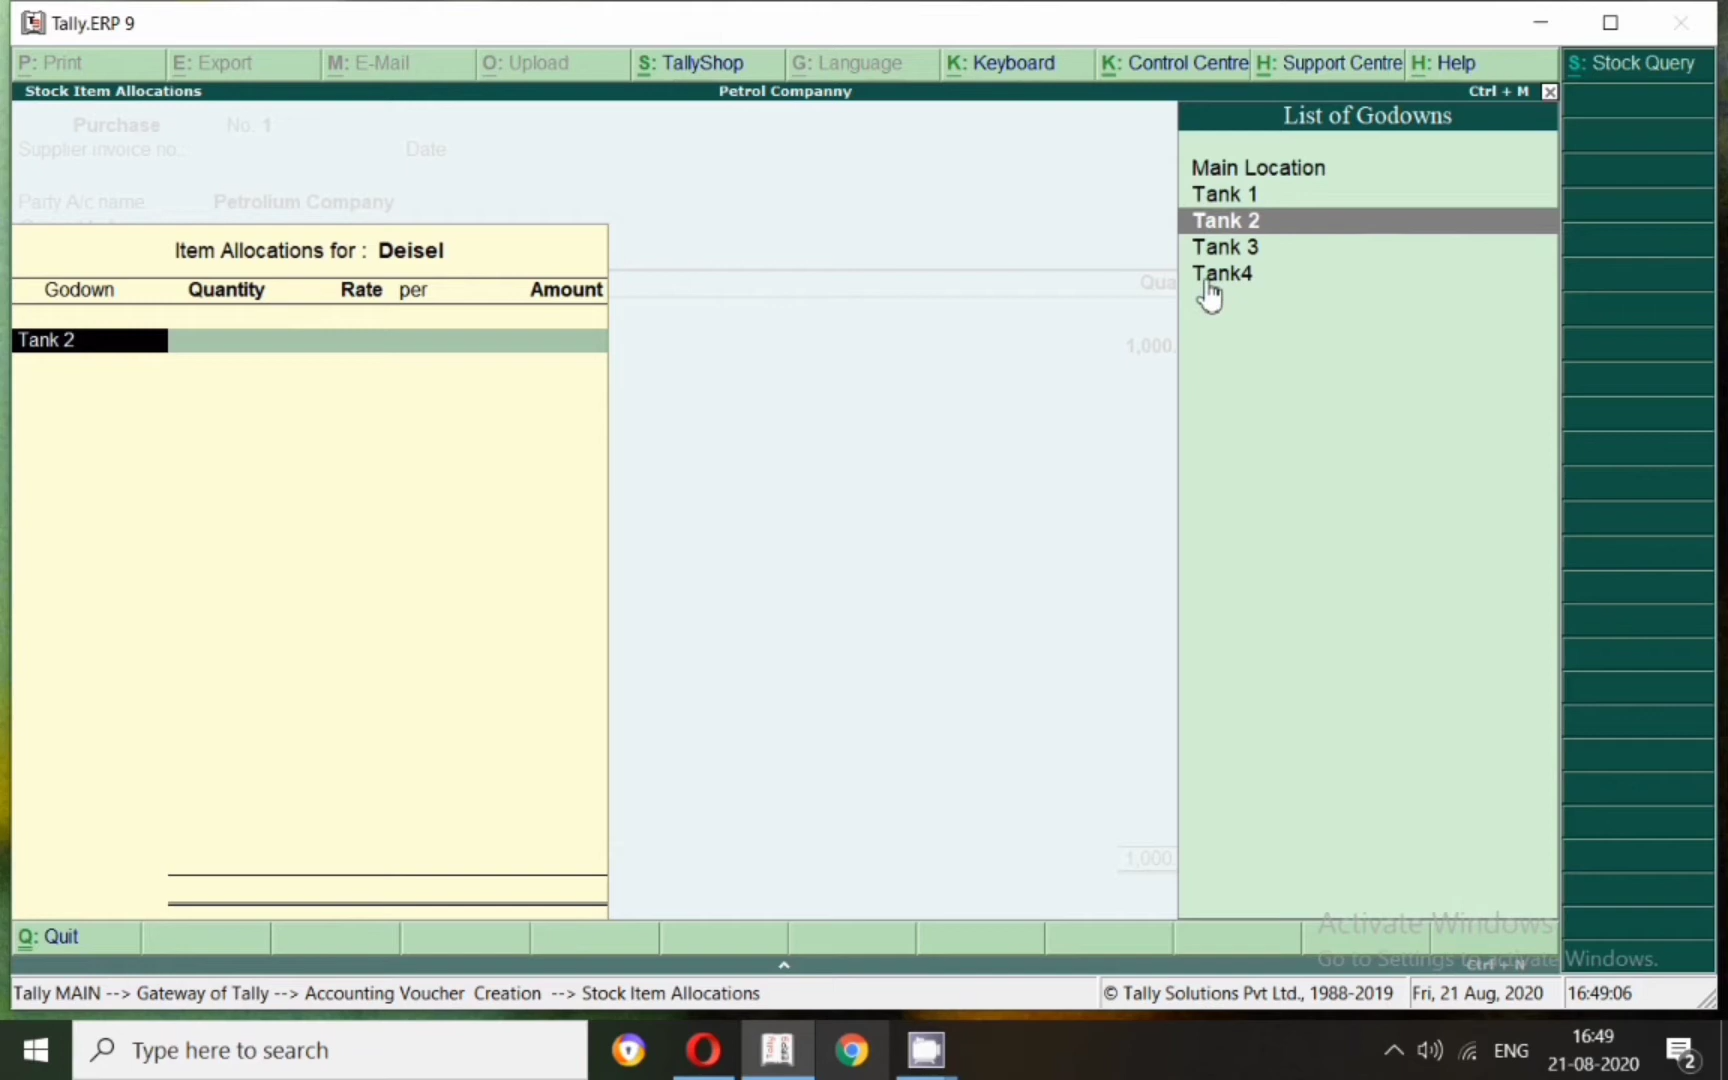 Tally.ERP 9
P: Print E: Export M: E-Mail O: Upload S: TallyShop G: Language K: Keyboard K: Control Centre H: Support Centre H: Help S: Stock Query
Stock Item Allocations Petrol Companny Ctrl + M
List of Godowns
Purchase No. 1
Supplier invoice no.: Date
Main Location
Tank 1
Party A/c name Petrolium Company
Tank 2
Item Allocations for : Deisel
Tank 3
Tank4
Godown Quantity Rate per Amount
Qua
Tank 2
1,000.
1,000.
Q: Quit
Activate Windows
Go to Settings to activate Windows.
Ctrl + N
Tally MAIN --> Gateway of Tally --> Accounting Voucher Creation --> Stock Item Allocations © Tally Solutions Pvt Ltd., 1988-2019 Fri, 21 Aug, 2020 16:49:06
Type here to search
Tally ERP9
ENG
16:49
21-08-2020
2